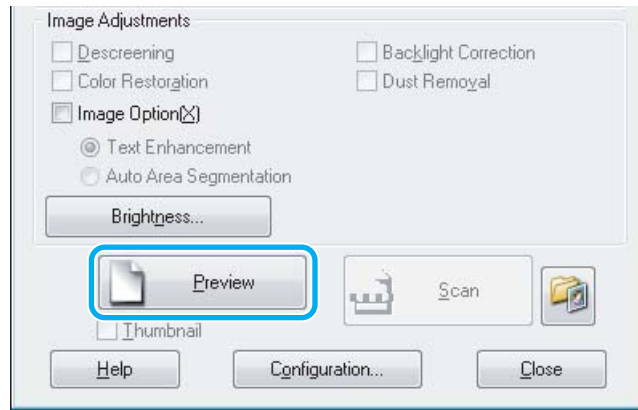 Image Adjustments
Descreening Backlight Correction
Color Restoration Dust Removal
Image Option(X)
Text Enhancement
Auto Area Segmentation
Brightness...
Preview Scan
Thumbnail
Help Configuration... Close